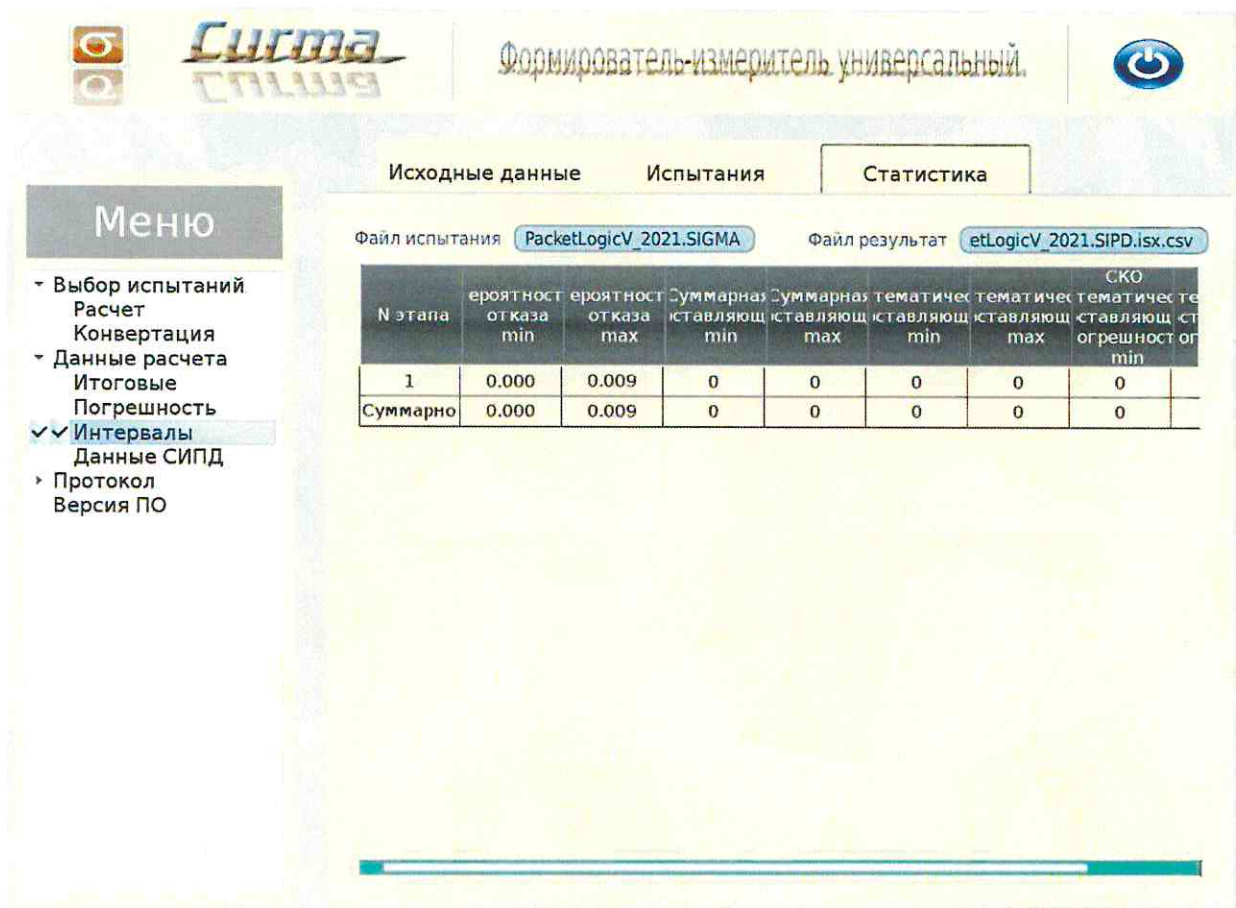 σ Сигма Формирователь-измеритель универсальный.
Исходные данные Испытания Статистика
Меню
Файл испытания PacketLogicV_2021.SIGMA Файл результат etLogicV_2021.SIPD.isx.csv
Выбор испытаний
Расчет
Конвертация
Данные расчета
Итоговые
Погрешность
Интервалы
Данные СИПД
Протокол
Версия ПО
СКО
ероятност ероятност Суммарная Суммарная тематичес тематичес тематичес те
N этапа отказа отказа ставляющ ставляющ ставляющ ставляющ ставляющ ст
min max min max min max огрешност ог
min
1 0.000 0.009 0 0 0 0 0
Суммарно 0.000 0.009 0 0 0 0 0